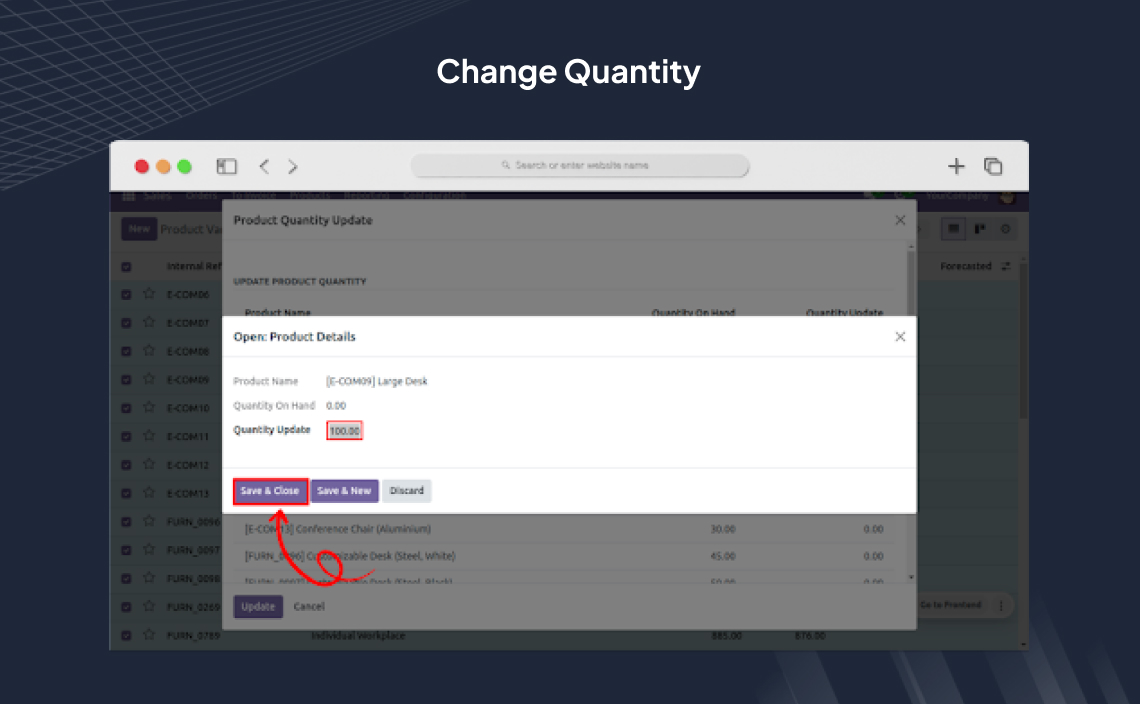 Change Quantity
Search or enter website name
Sales Orders To Invoice Products Reporting Configuration YourCompany
New Product Va
Product Quantity Update
Internal Ref
Forecasted
UPDATE PRODUCT QUANTITY
E-COM06
Product Name Quantity On Hand Quantity Update
E-COM07
Open: Product Details
E-COM08
Product Name [E-COM09] Large Desk
E-COM09
Quantity On Hand 0.00
E-COM10
Quantity Update 100.00
E-COM11
E-COM12
Save & Close Save & New Discard
E-COM13
FURN_0096
[E-COM13] Conference Chair (Aluminium) 30.00 0.00
FURN_0097
[FURN_0096] Customizable Desk (Steel, White) 45.00 0.00
FURN_0098
Desk (Steel, Black) 50.00 0.00
FURN_0269
Update Cancel
Go to Frontend
FURN_0789 Individual Workplace 885.00 876.00